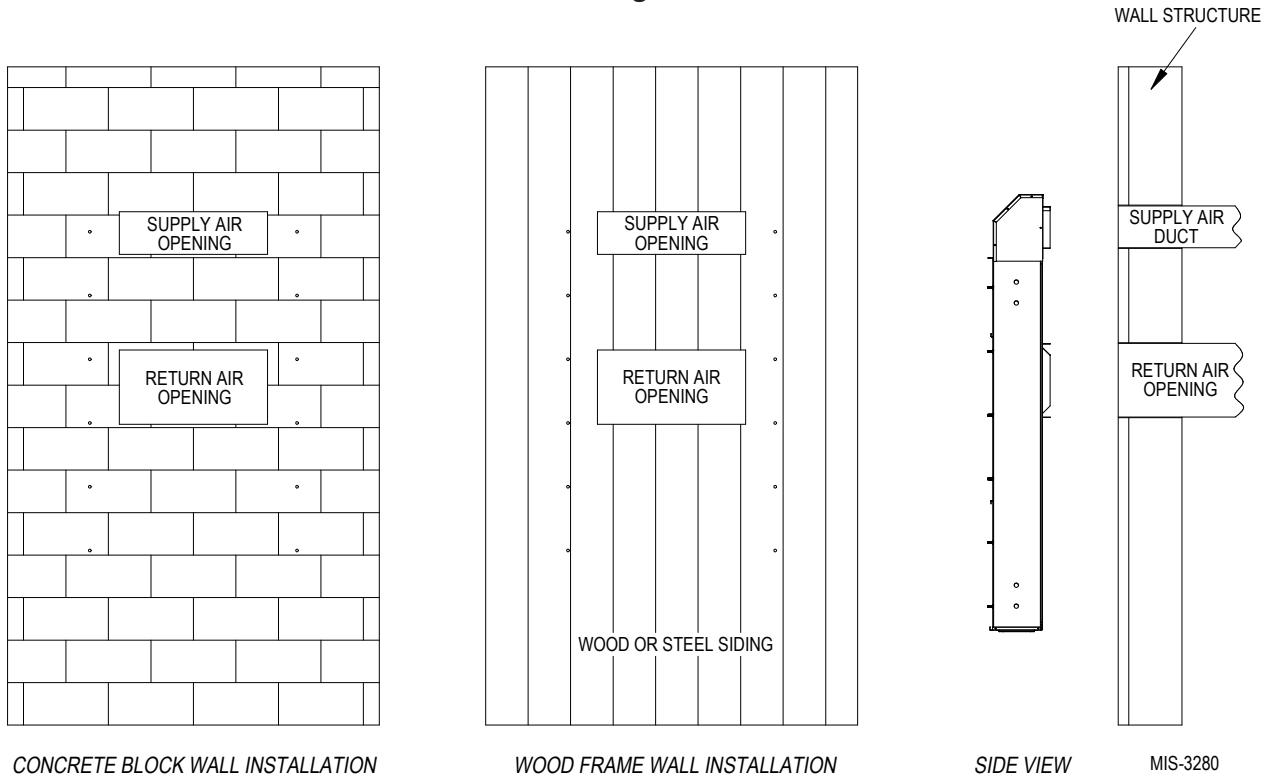 WALL STRUCTURE
SUPPLY AIR
OPENING
SUPPLY AIR
OPENING
SUPPLY AIR
DUCT
RETURN AIR
OPENING
RETURN AIR
OPENING
RETURN AIR
OPENING
WOOD OR STEEL SIDING
CONCRETE BLOCK WALL INSTALLATION
WOOD FRAME WALL INSTALLATION
SIDE VIEW
MIS-3280